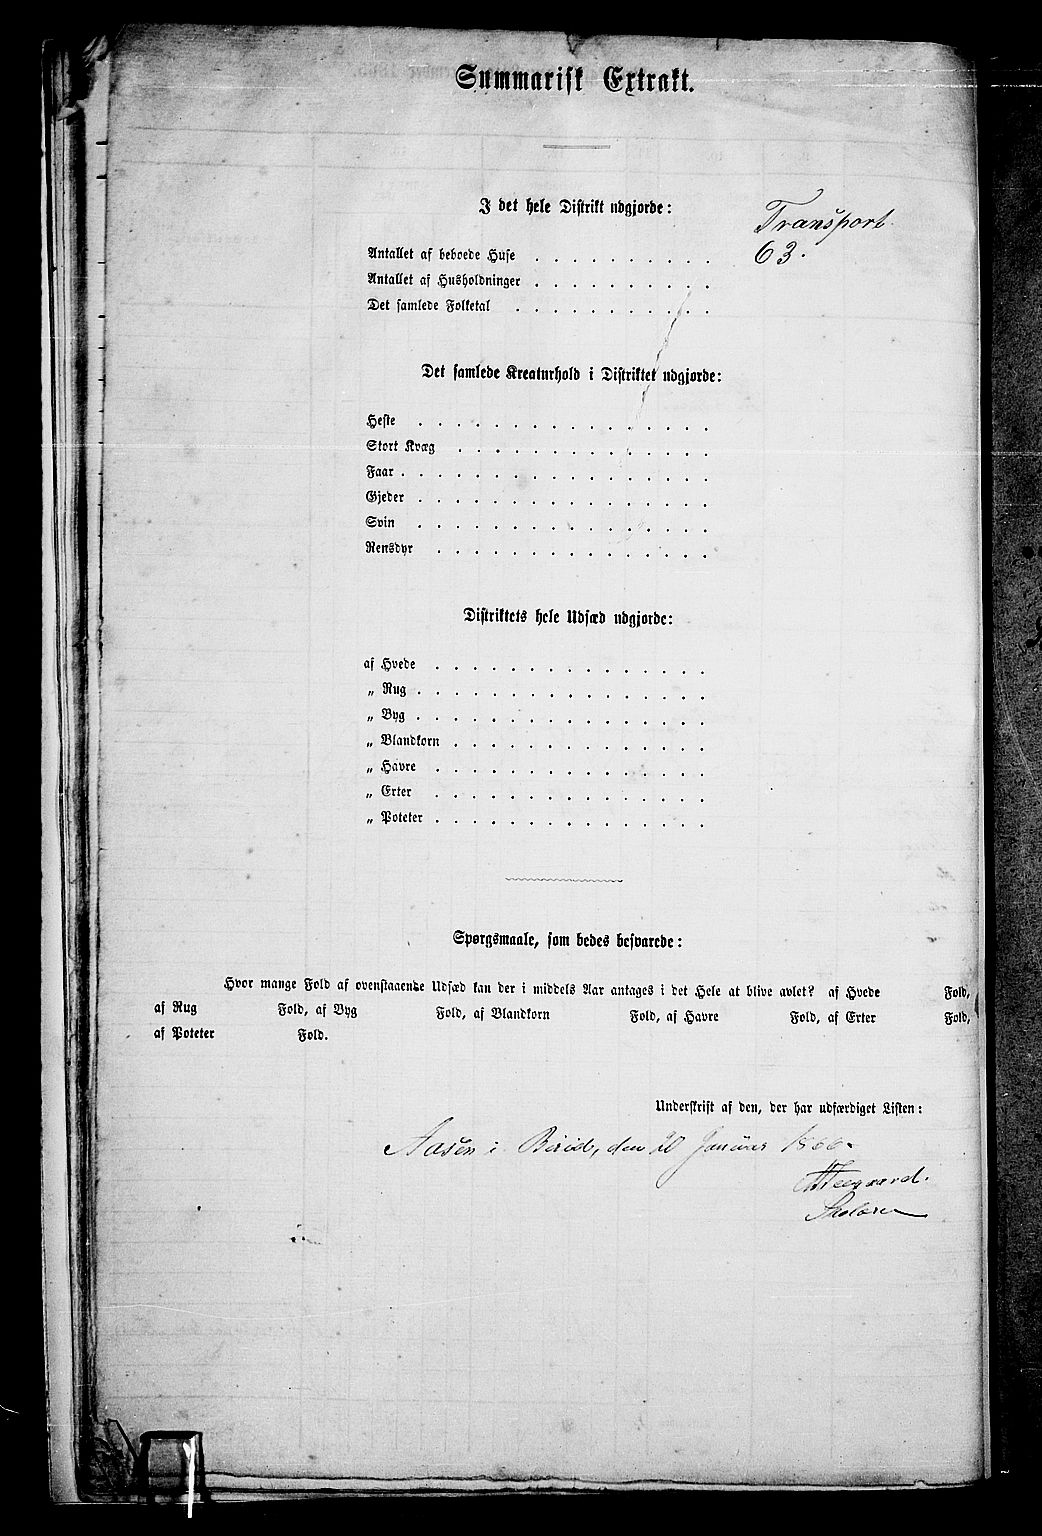 Summarisk Extrakt.
I det hele Distrikt udgjorde:
Transport
Antallet af beboede Huse . . . . . . . . . . 63.
Antallet af Husholdninger . . . . . . . . . .
Det samlede Folketal . . . . . . . . . . .
Det samlede Kreaturhold i Distriktet udgjorde:
Heste . . . . . . . . . . . . . . . .
Stort Kvæg . . . . . . . . . . . . . .
Faar . . . . . . . . . . . . . . . . .
Gjeder . . . . . . . . . . . . . . . .
Svin . . . . . . . . . . . . . . . .
Rensdyr . . . . . . . . . . . . . . .
Distriktets hele Udsæd udgjorde:
af Hvede . . . . . . . . . . . . . . .
„ Rug . . . . . . . . . . . . . . . .
„ Byg . . . . . . . . . . . . . . . .
„ Blandkorn . . . . . . . . . . . . . .
„ Havre . . . . . . . . . . . . . . .
„ Erter . . . . . . . . . . . . . . .
„ Poteter . . . . . . . . . . . . . . .
Spørgsmaale, som bedes besvarede:
Hvor mange Fold af ovenstaaende Udsæd kan der i middels Aar antages i det Hele at blive avlet? af Hvede Fold,
af Rug Fold, af Byg Fold, af Blandkorn Fold, af Havre Fold, af Erter Fold,
af Poteter Fold.
Underskrift af den, der har udfærdiget Listen:
Aasen i Birid, den 20 Januar 1866.